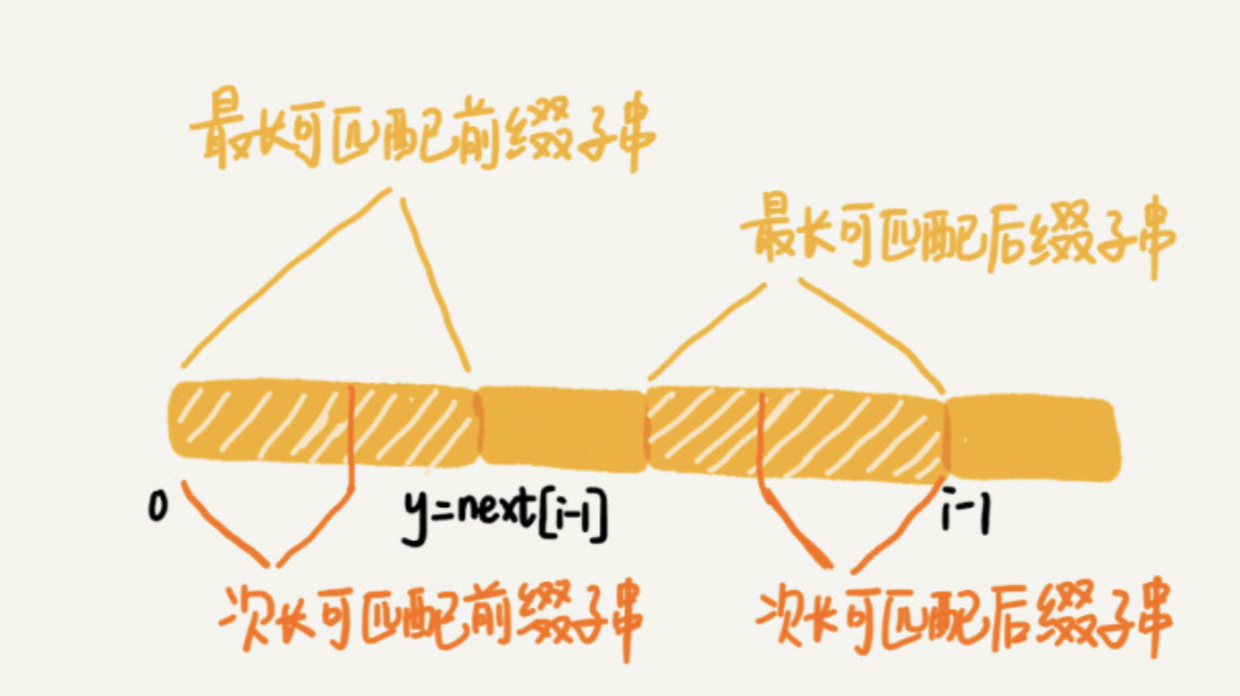 最长可匹配前缀子串
最长可匹配后缀子串
0
y=next[i-1]
i-1
次长可匹配前缀子串
次长可匹配后缀子串